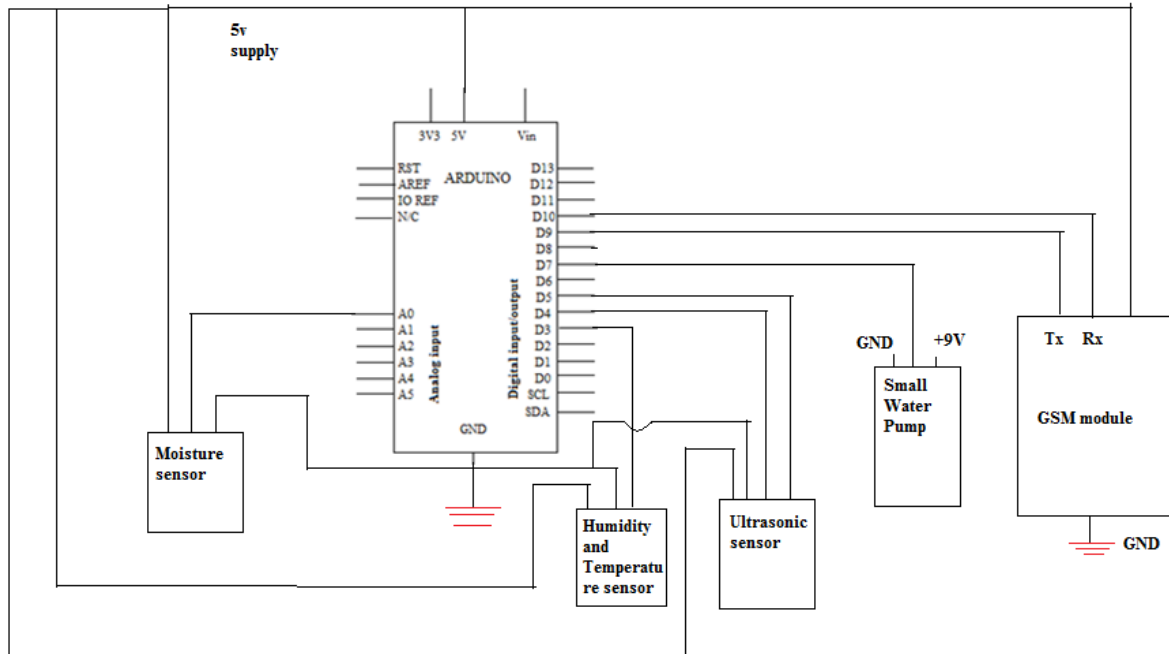 5v
supply
3V3 5V Vin
ARDUINO
RST
AREF
IO REF
N/C
A0
A1
A2
A3
A4
A5
Analog input
D13
D12
D11
D10
D9
D8
D7
D6
D5
D4
D3
D2
D1
D0
SCL
SDA
Digital input/output
GND
Moisture
sensor
Humidity
and
Temperatu
re sensor
Ultrasonic
sensor
GND +9V
Small
Water
Pump
Tx Rx
GSM module
GND